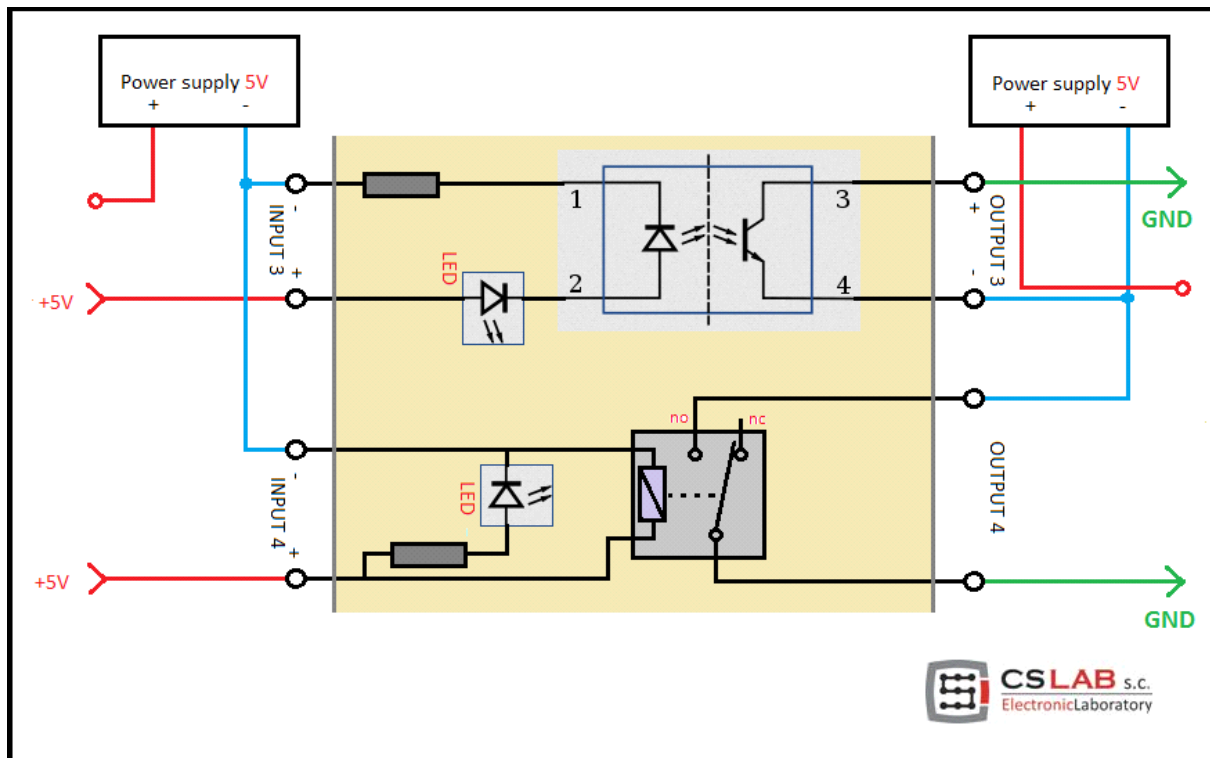 Power supply 5V
+ -
Power supply 5V
+ -
- INPUT 3 +
+5V
LED
1
2
3
4
+ OUTPUT 3 -
GND
- INPUT 4 +
+5V
LED
no
nc
OUTPUT 4
GND
CSLAB s.c.
ElectronicLaboratory